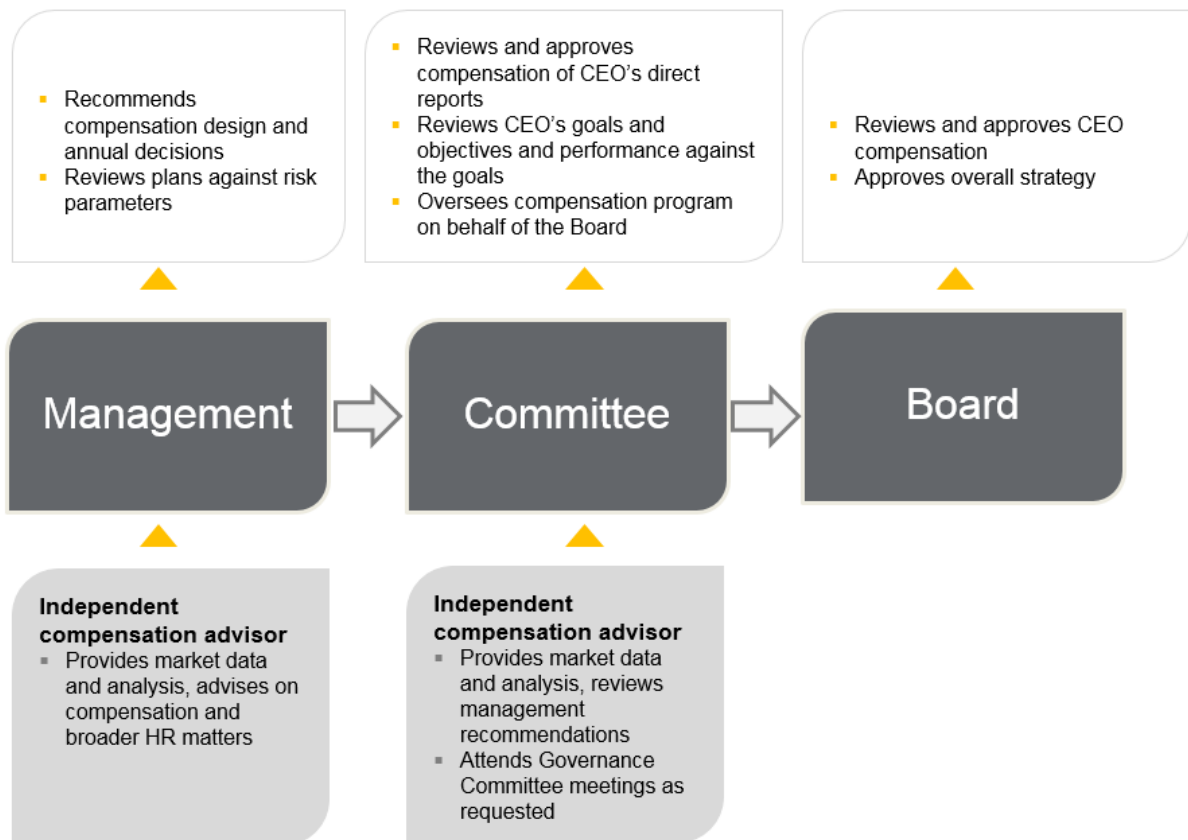 ▪ Recommends
compensation design and
annual decisions
▪ Reviews plans against risk
parameters
▪ Reviews and approves
compensation of CEO’s direct
reports
▪ Reviews CEO’s goals and
objectives and performance against
the goals
▪ Oversees compensation program
on behalf of the Board
▪ Reviews and approves CEO
compensation
▪ Approves overall strategy
Management
Committee
Board
Independent
compensation advisor
▪ Provides market data
and analysis, advises on
compensation and
broader HR matters
Independent
compensation advisor
▪ Provides market data
and analysis, reviews
management
recommendations
▪ Attends Governance
Committee meetings as
requested